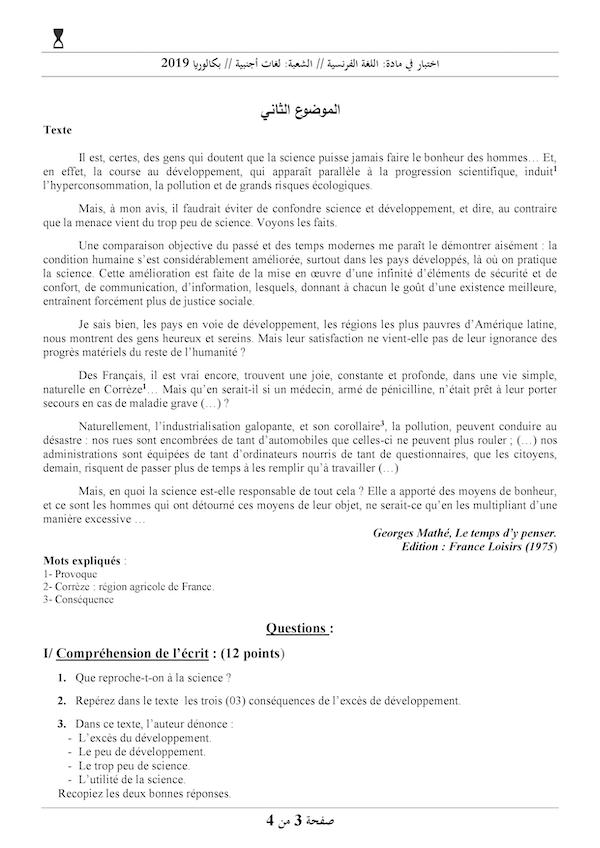 اختبار في مادة: اللغة الفرنسية // الشعبة: لغات أجنبية // بكالوريا 2019
الموضوع الثاني
Texte
Il est, certes, des gens qui doutent que la science puisse jamais faire le bonheur des hommes… Et,
en effet, la course au développement, qui apparaît parallèle à la progression scientifique, induit¹
l’hyperconsommation, la pollution et de grands risques écologiques.
Mais, à mon avis, il faudrait éviter de confondre science et développement, et dire, au contraire
que la menace vient du trop peu de science. Voyons les faits.
Une comparaison objective du passé et des temps modernes me paraît le démontrer aisément : la
condition humaine s’est considérablement améliorée, surtout dans les pays développés, là où on pratique
la science. Cette amélioration est faite de la mise en œuvre d’une infinité d’éléments de sécurité et de
confort, de communication, d’information, lesquels, donnant à chacun le goût d’une existence meilleure,
entraînent forcément plus de justice sociale.
Je sais bien, les pays en voie de développement, les régions les plus pauvres d’Amérique latine,
nous montrent des gens heureux et sereins. Mais leur satisfaction ne vient-elle pas de leur ignorance des
progrès matériels du reste de l’humanité ?
Des Français, il est vrai encore, trouvent une joie, constante et profonde, dans une vie simple,
naturelle en Corrèze¹… Mais qu’en serait-il si un médecin, armé de pénicilline, n’était prêt à leur porter
secours en cas de maladie grave (…) ?
Naturellement, l’industrialisation galopante, et son corollaire³, la pollution, peuvent conduire au
désastre : nos rues sont encombrées de tant d’automobiles que celles-ci ne peuvent plus rouler ; (…) nos
administrations sont équipées de tant d’ordinateurs nourris de tant de questionnaires, que les citoyens,
demain, risquent de passer plus de temps à les remplir qu’à travailler (…)
Mais, en quoi la science est-elle responsable de tout cela ? Elle a apporté des moyens de bonheur,
et ce sont les hommes qui ont détourné ces moyens de leur objet, ne serait-ce qu’en les multipliant d’une
manière excessive …
Georges Mathé, Le temps d’y penser.
Edition : France Loisirs (1975)
Mots expliqués :
1- Provoque
2- Corrèze : région agricole de France.
3- Conséquence
Questions :
I/ Compréhension de l’écrit : (12 points)
1. Que reproche-t-on à la science ?
2. Repérez dans le texte les trois (03) conséquences de l’excès de développement.
3. Dans ce texte, l’auteur dénonce :
- L’excès du développement.
- Le peu de développement.
- Le trop peu de science.
- L’utilité de la science.
Recopiez les deux bonnes réponses.
صفحة 3 من 4